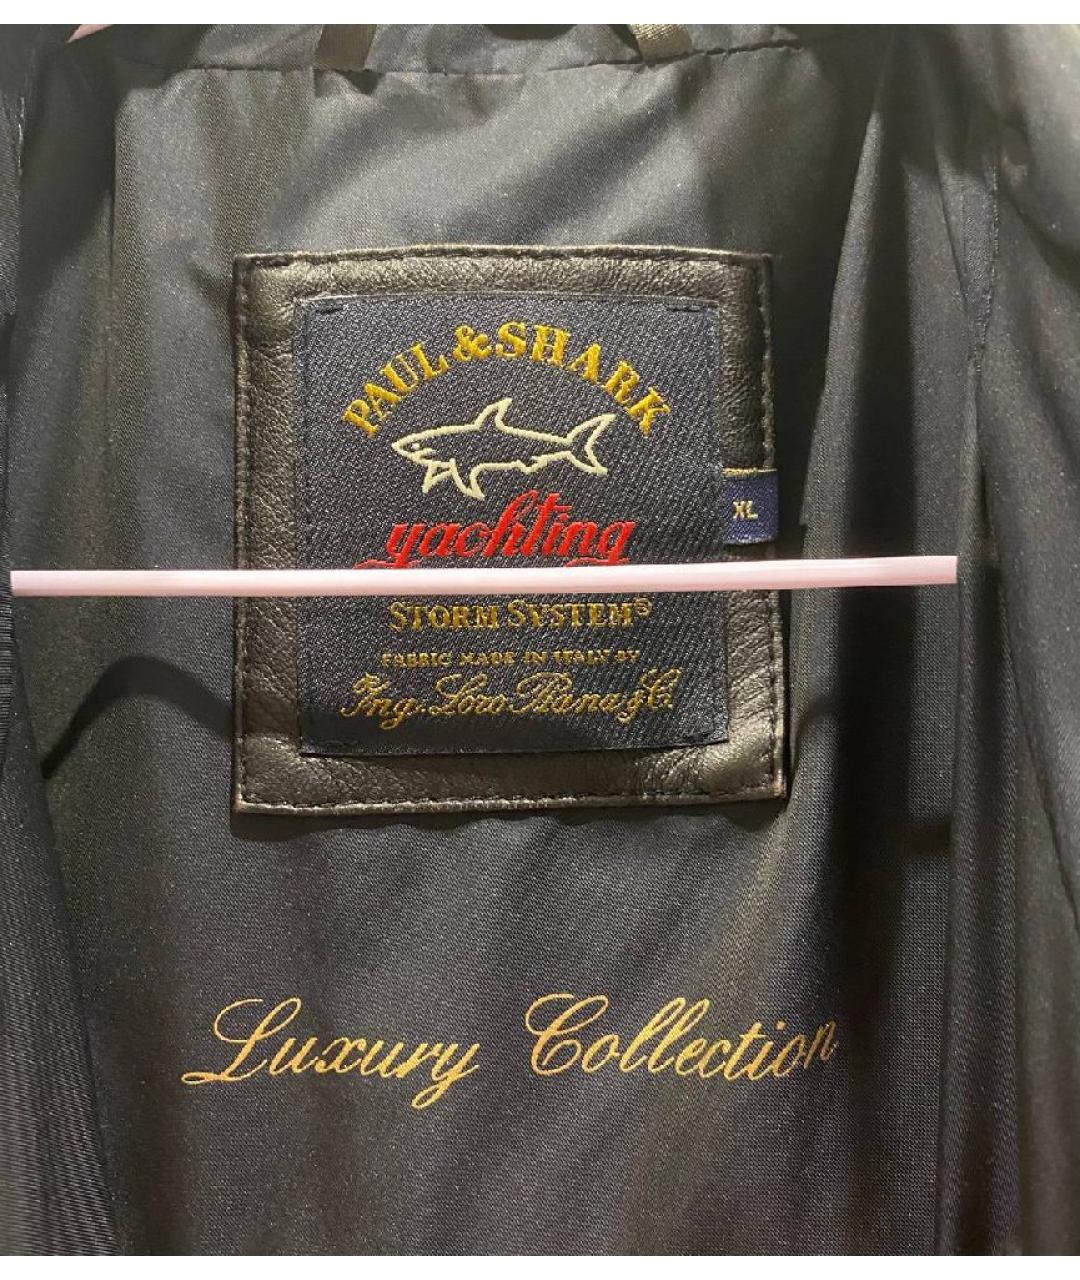 PAUL & SHARK
yachting
XL
STORM SYSTEM®
FABRIC MADE IN ITALY BY
Ing. Loro Piana & C.
Luxury Collection